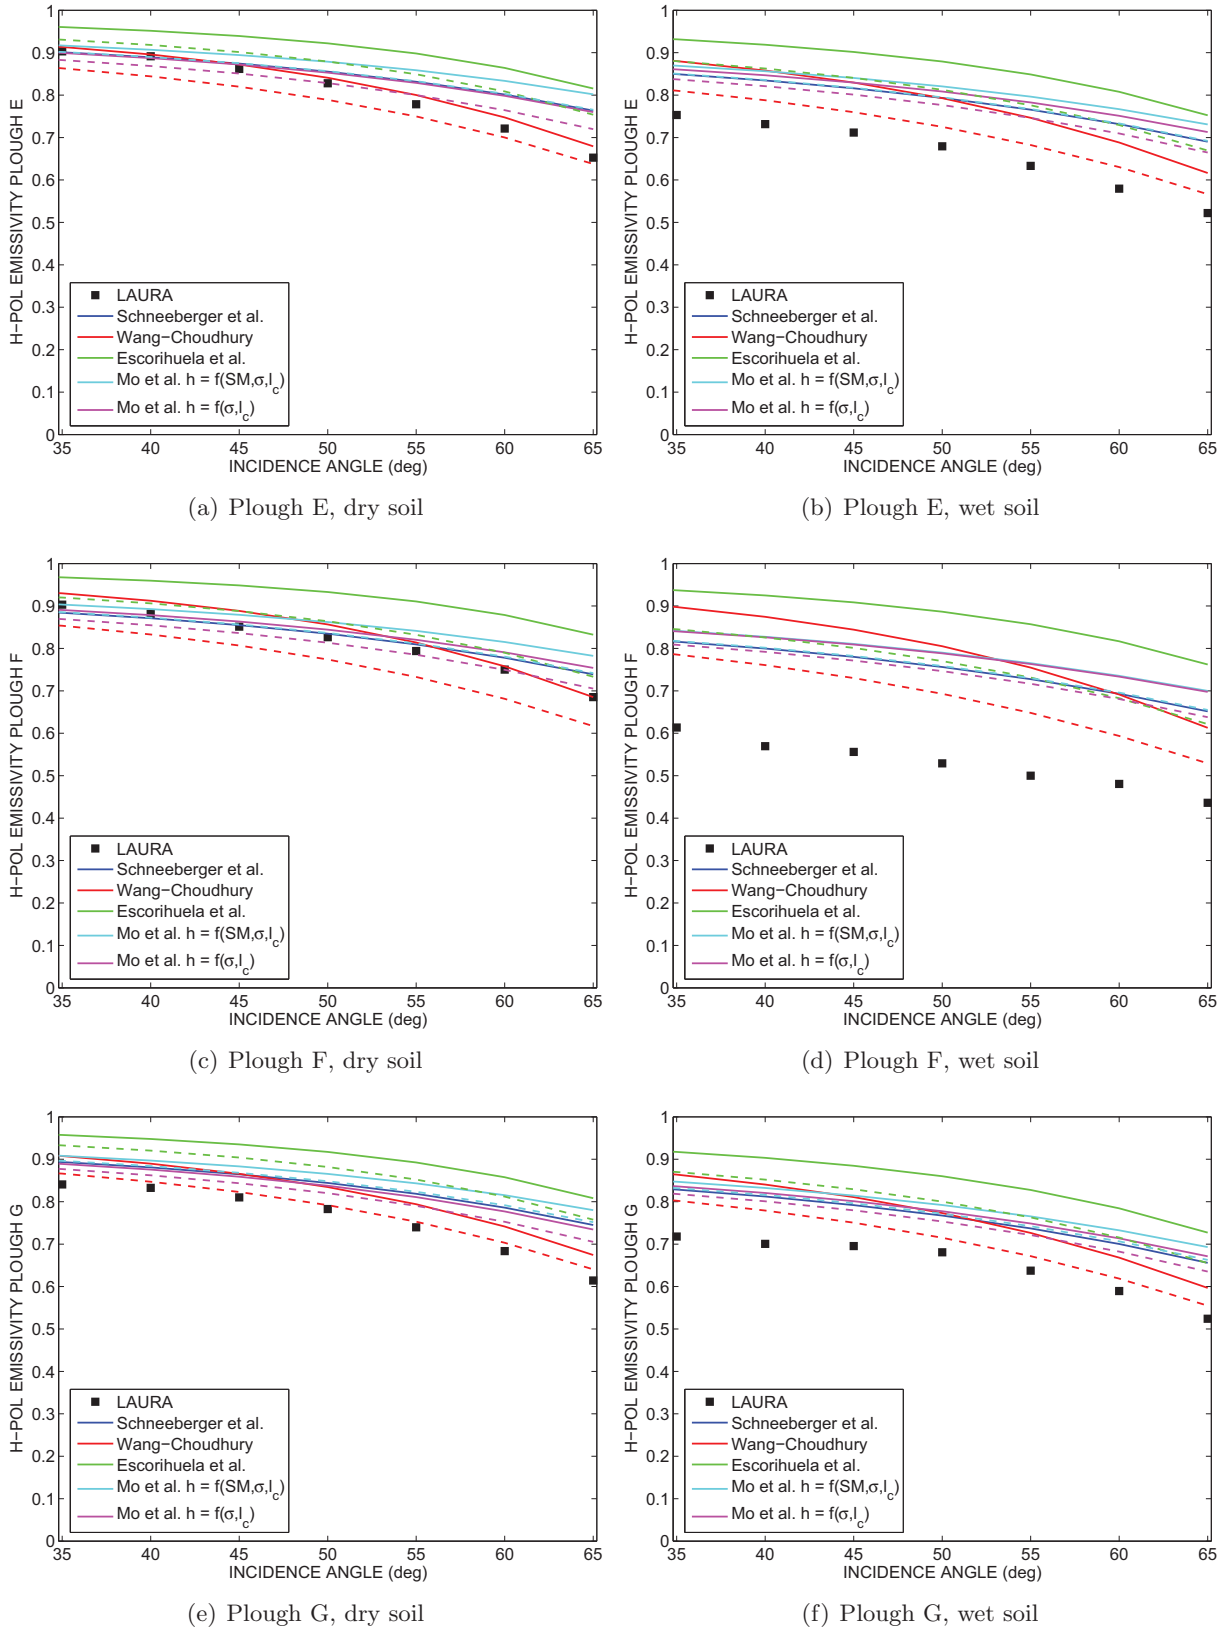 H-POL EMISSIVITY PLOUGH E
1
0.9
0.8
0.7
0.6
0.5
0.4
0.3
0.2
0.1
0
LAURA
Schneeberger et al.
Wang-Choudhury
Escorihuela et al.
Mo et al. h = f(SM,σ,l_c)
Mo et al. h = f(σ,l_c)
35 40 45 50 55 60 65
INCIDENCE ANGLE (deg)
(a) Plough E, dry soil
H-POL EMISSIVITY PLOUGH E
1
0.9
0.8
0.7
0.6
0.5
0.4
0.3
0.2
0.1
0
LAURA
Schneeberger et al.
Wang-Choudhury
Escorihuela et al.
Mo et al. h = f(SM,σ,l_c)
Mo et al. h = f(σ,l_c)
35 40 45 50 55 60 65
INCIDENCE ANGLE (deg)
(b) Plough E, wet soil
H-POL EMISSIVITY PLOUGH F
1
0.9
0.8
0.7
0.6
0.5
0.4
0.3
0.2
0.1
0
LAURA
Schneeberger et al.
Wang-Choudhury
Escorihuela et al.
Mo et al. h = f(SM,σ,l_c)
Mo et al. h = f(σ,l_c)
35 40 45 50 55 60 65
INCIDENCE ANGLE (deg)
(c) Plough F, dry soil
H-POL EMISSIVITY PLOUGH F
1
0.9
0.8
0.7
0.6
0.5
0.4
0.3
0.2
0.1
0
LAURA
Schneeberger et al.
Wang-Choudhury
Escorihuela et al.
Mo et al. h = f(SM,σ,l_c)
Mo et al. h = f(σ,l_c)
35 40 45 50 55 60 65
INCIDENCE ANGLE (deg)
(d) Plough F, wet soil
H-POL EMISSIVITY PLOUGH G
1
0.9
0.8
0.7
0.6
0.5
0.4
0.3
0.2
0.1
0
LAURA
Schneeberger et al.
Wang-Choudhury
Escorihuela et al.
Mo et al. h = f(SM,σ,l_c)
Mo et al. h = f(σ,l_c)
35 40 45 50 55 60 65
INCIDENCE ANGLE (deg)
(e) Plough G, dry soil
H-POL EMISSIVITY PLOUGH G
1
0.9
0.8
0.7
0.6
0.5
0.4
0.3
0.2
0.1
0
LAURA
Schneeberger et al.
Wang-Choudhury
Escorihuela et al.
Mo et al. h = f(SM,σ,l_c)
Mo et al. h = f(σ,l_c)
35 40 45 50 55 60 65
INCIDENCE ANGLE (deg)
(f) Plough G, wet soil